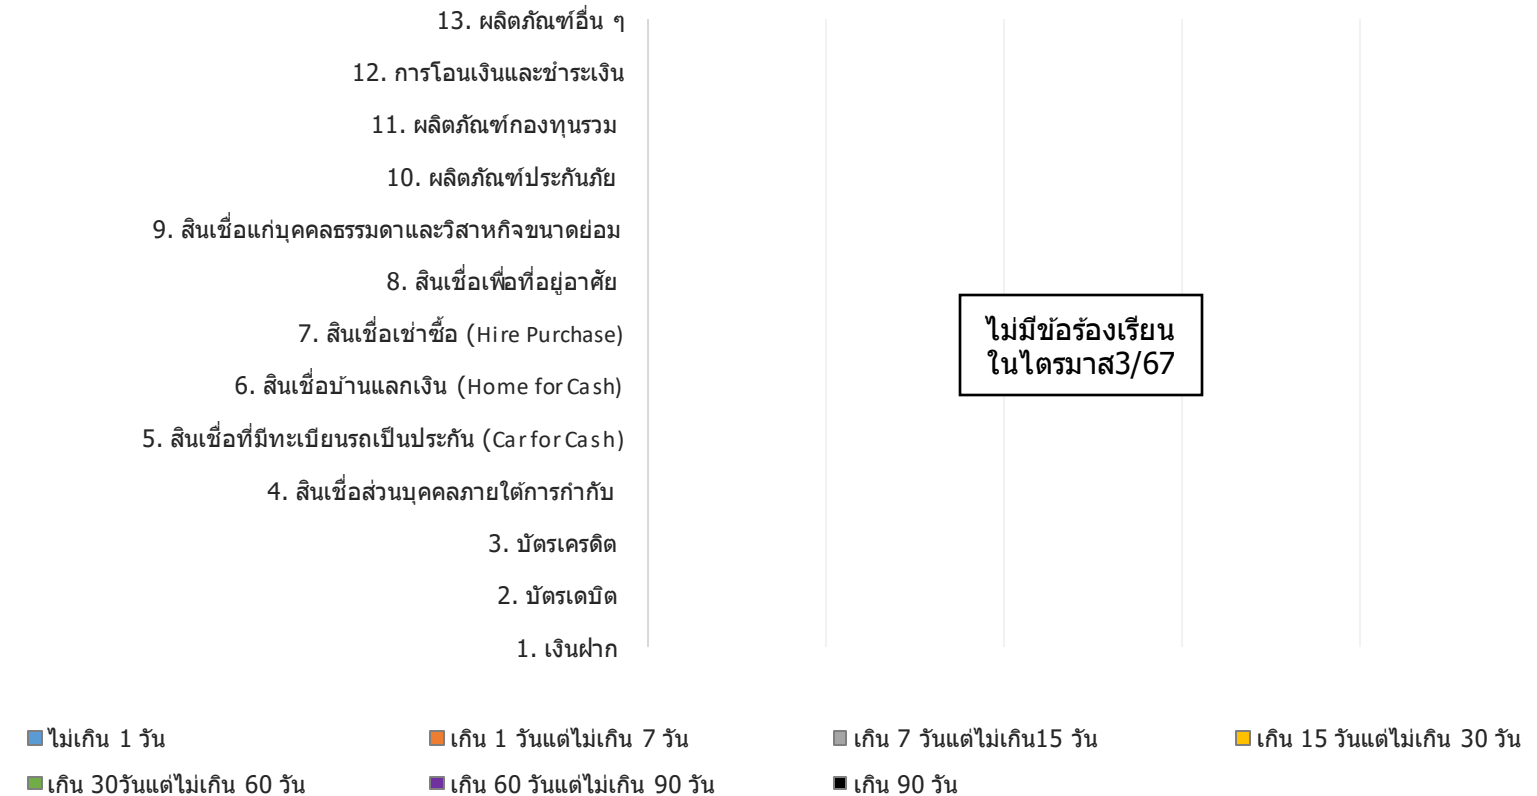 13. ผลิตภัณฑ์อื่น ๆ
12. การโอนเงินและชำระเงิน
11. ผลิตภัณฑ์กองทุนรวม
10. ผลิตภัณฑ์ประกันภัย
9. สินเชื่อแก่บุคคลธรรมดาและวิสาหกิจขนาดย่อม
8. สินเชื่อเพื่อที่อยู่อาศัย
7. สินเชื่อเช่าซื้อ (Hire Purchase)
6. สินเชื่อบ้านแลกเงิน (Home for Cash)
5. สินเชื่อที่มีทะเบียนรถเป็นประกัน (Car for Cash)
4. สินเชื่อส่วนบุคคลภายใต้การกำกับ
3. บัตรเครดิต
2. บัตรเดบิต
1. เงินฝาก
ไม่มีข้อร้องเรียน
ในไตรมาส3/67
ไม่เกิน 1 วัน
เกิน 1 วันแต่ไม่เกิน 7 วัน
เกิน 7 วันแต่ไม่เกิน15 วัน
เกิน 15 วันแต่ไม่เกิน 30 วัน
เกิน 30วันแต่ไม่เกิน 60 วัน
เกิน 60 วันแต่ไม่เกิน 90 วัน
เกิน 90 วัน